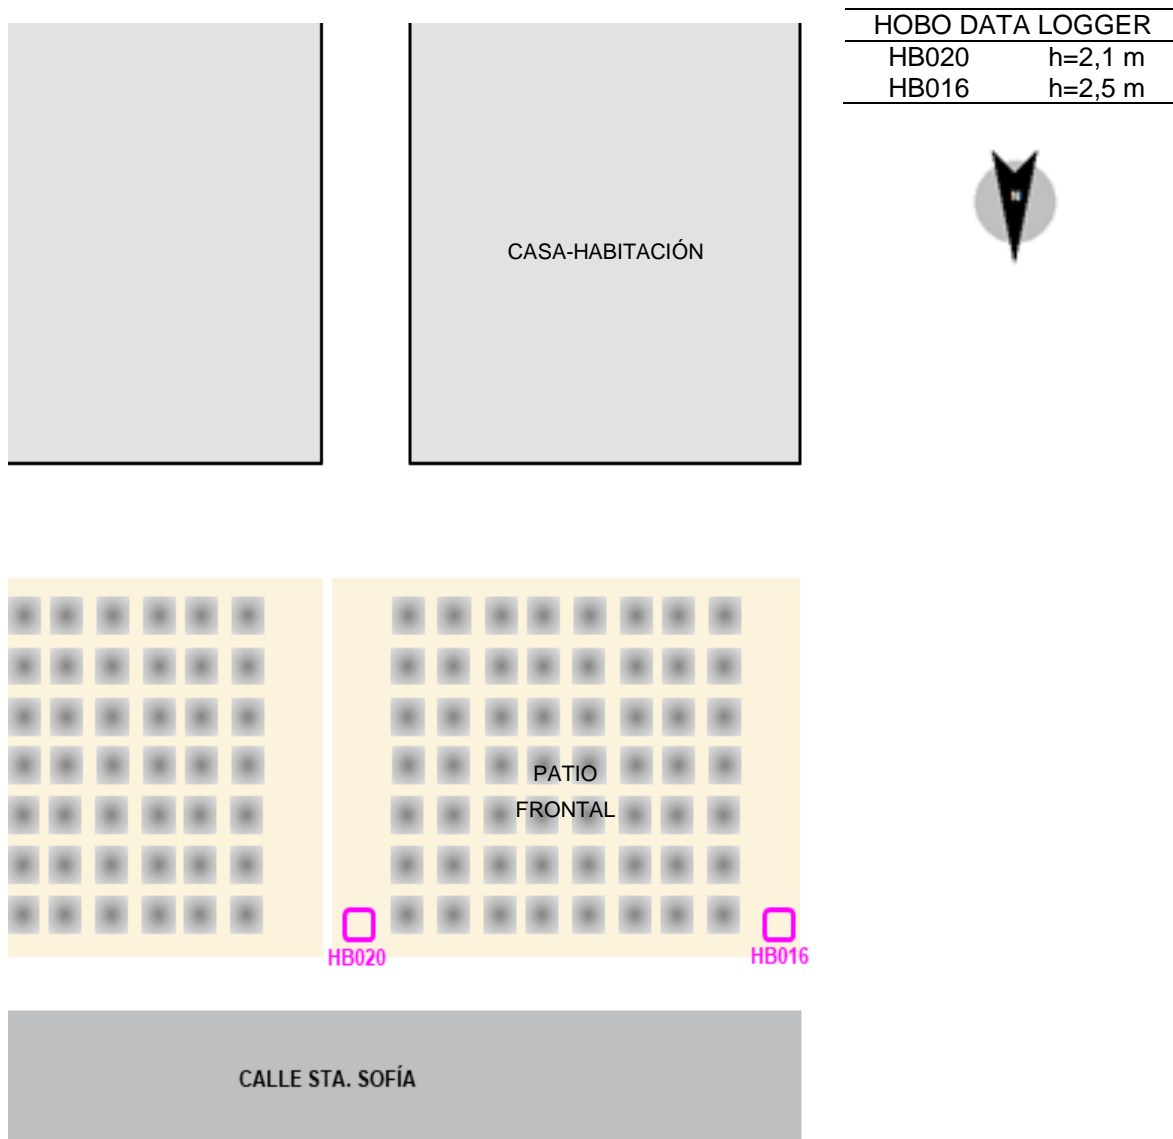 HOBO DATA LOGGER
HB020 h=2,1 m
HB016 h=2,5 m
N
CASA-HABITACIÓN
PATIO
FRONTAL
HB020
HB016
CALLE STA. SOFÍA